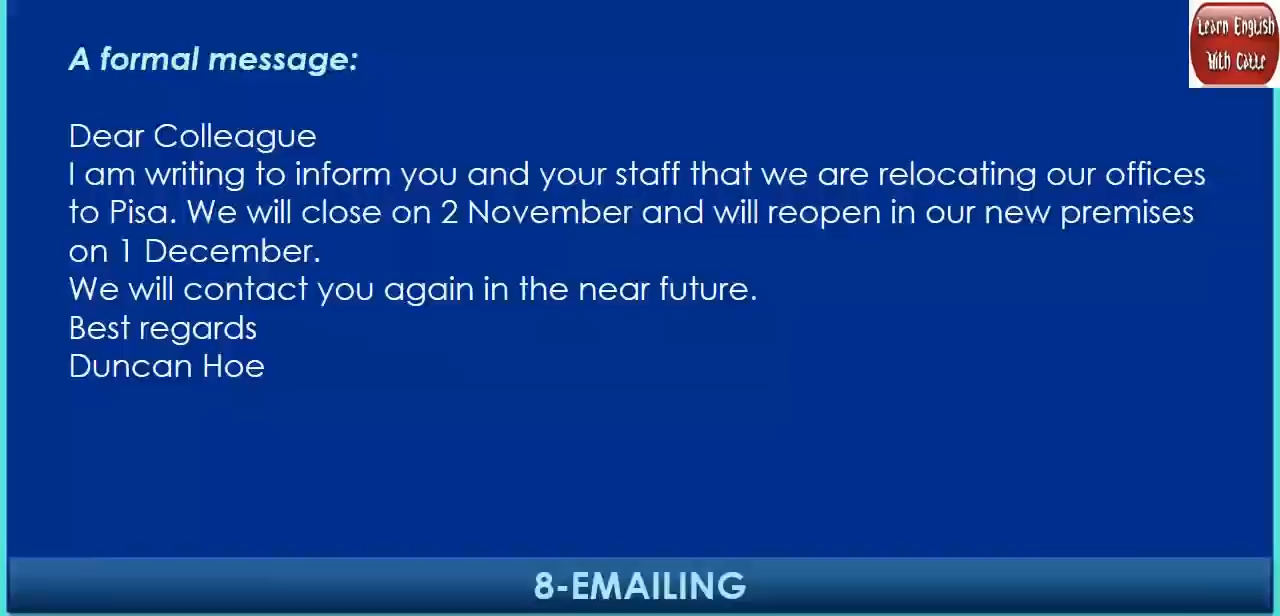 Learn English
With Catte
A formal message:
Dear Colleague
I am writing to inform you and your staff that we are relocating our offices
to Pisa. We will close on 2 November and will reopen in our new premises
on 1 December.
We will contact you again in the near future.
Best regards
Duncan Hoe
8-EMAILING